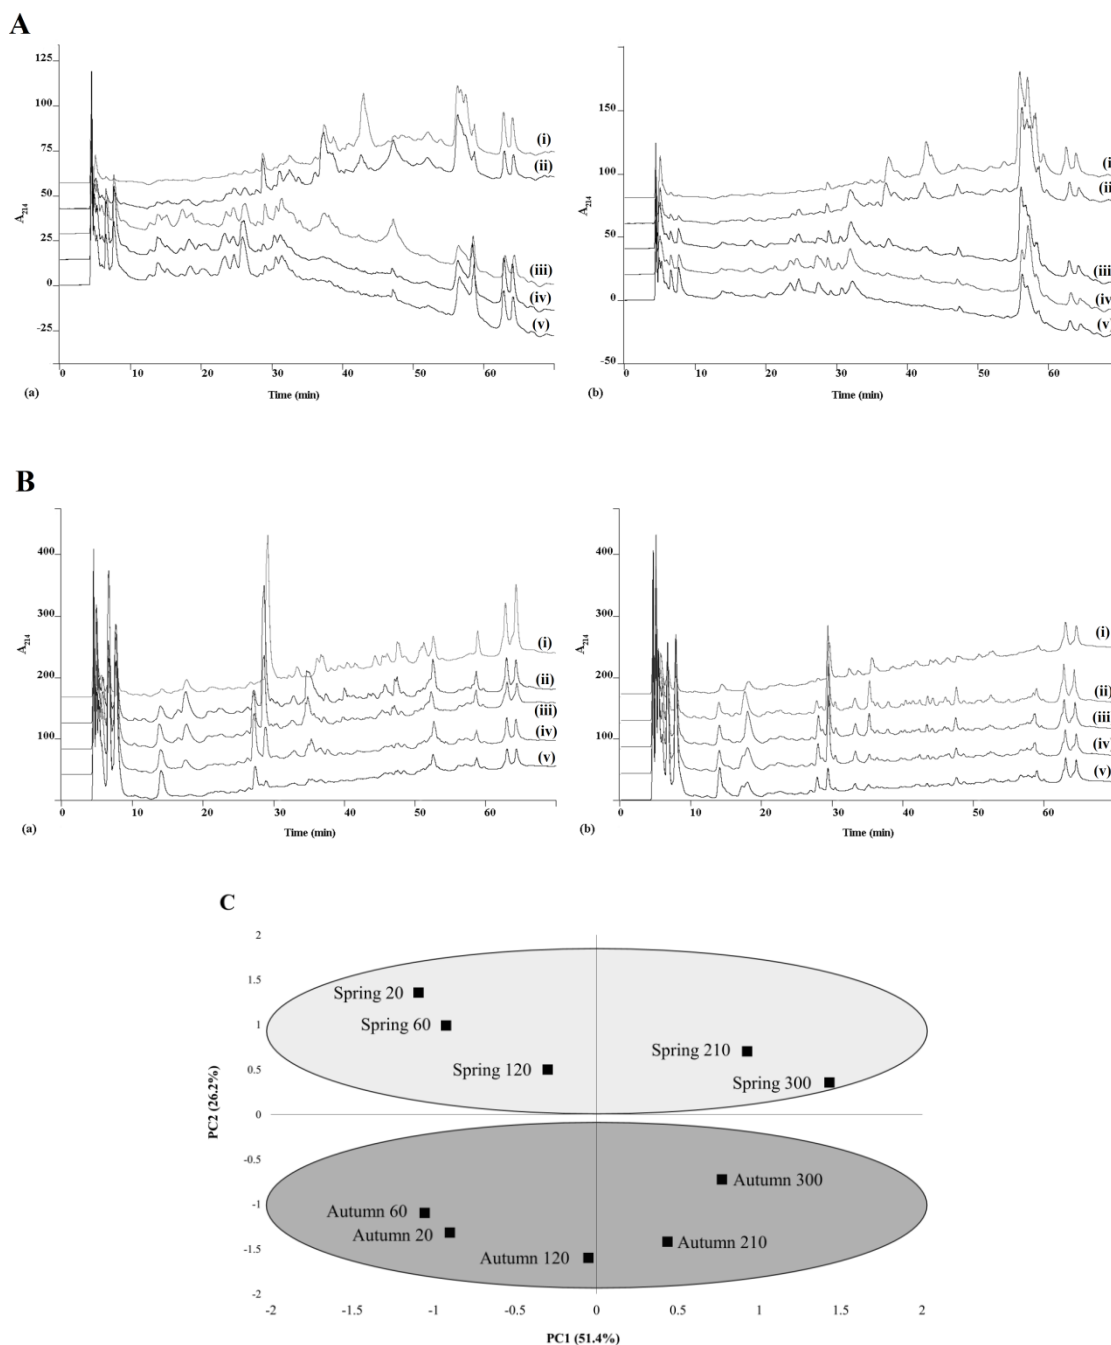 A
125
100
75
50
25
0
-25
A214
(i)
(ii)
(iii)
(iv)
(v)
0 10 20 30 40 50 60
(a)
Time (min)
150
100
50
0
-50
A214
(i
(ii
(iii
(iv
(v
0 10 20 30 40 50 60
(b)
Time (min)
B
400
300
200
100
A214
(i)
(ii)
(iii)
(iv)
(v)
0 10 20 30 40 50 60
(a)
Time (min)
400
300
200
100
A214
(i)
(ii)
(iii
(iv)
(v)
0 10 20 30 40 50 60
(b)
Time (min)
C
2
1.5
1
0.5
0
-0.5
-1
-1.5
-2
PC2 (26.2%)
Spring 20
Spring 60
Spring 120
Spring 210
Spring 300
Autumn 300
Autumn 60
Autumn 20
Autumn 120
Autumn 210
-2 -1.5 -1 -0.5 0 0.5 1 1.5 2
PC1 (51.4%)